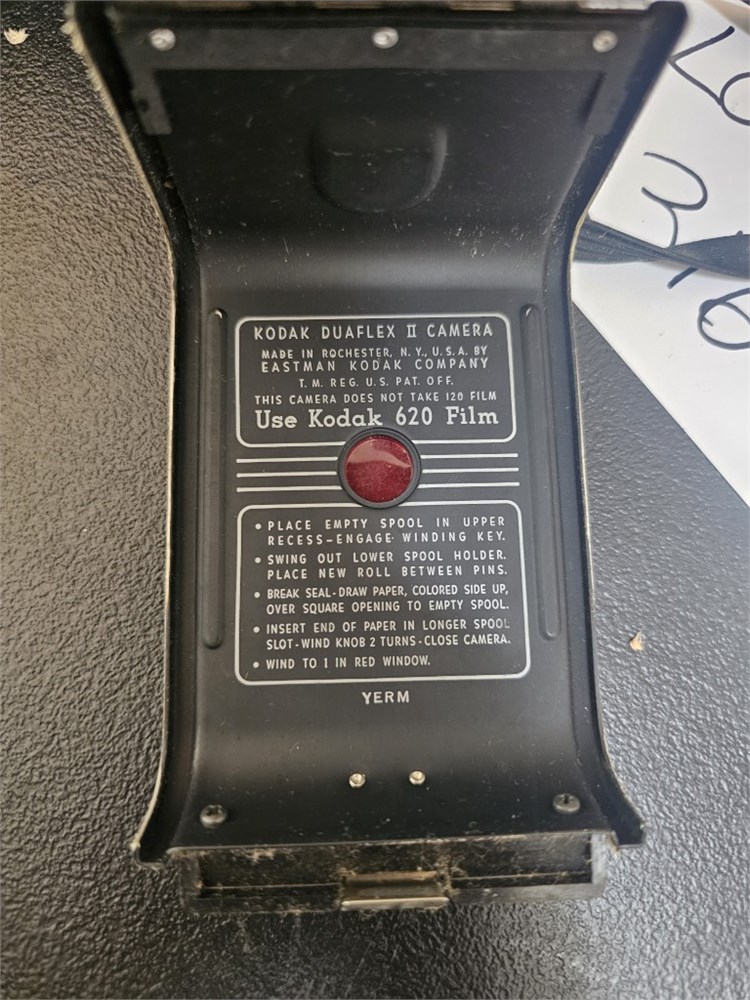 KODAK DUAFLEX II CAMERA
MADE IN ROCHESTER, N.Y., U.S.A. BY
EASTMAN KODAK COMPANY
T. M. REG. U.S. PAT. OFF.
THIS CAMERA DOES NOT TAKE 120 FILM
Use Kodak 620 Film
• PLACE EMPTY SPOOL IN UPPER
RECESS-ENGAGE WINDING KEY.
• SWING OUT LOWER SPOOL HOLDER.
PLACE NEW ROLL BETWEEN PINS.
• BREAK SEAL-DRAW PAPER, COLORED SIDE UP,
OVER SQUARE OPENING TO EMPTY SPOOL.
• INSERT END OF PAPER IN LONGER SPOOL
SLOT-WIND KNOB 2 TURNS-CLOSE CAMERA.
• WIND TO 1 IN RED WINDOW.
YERM